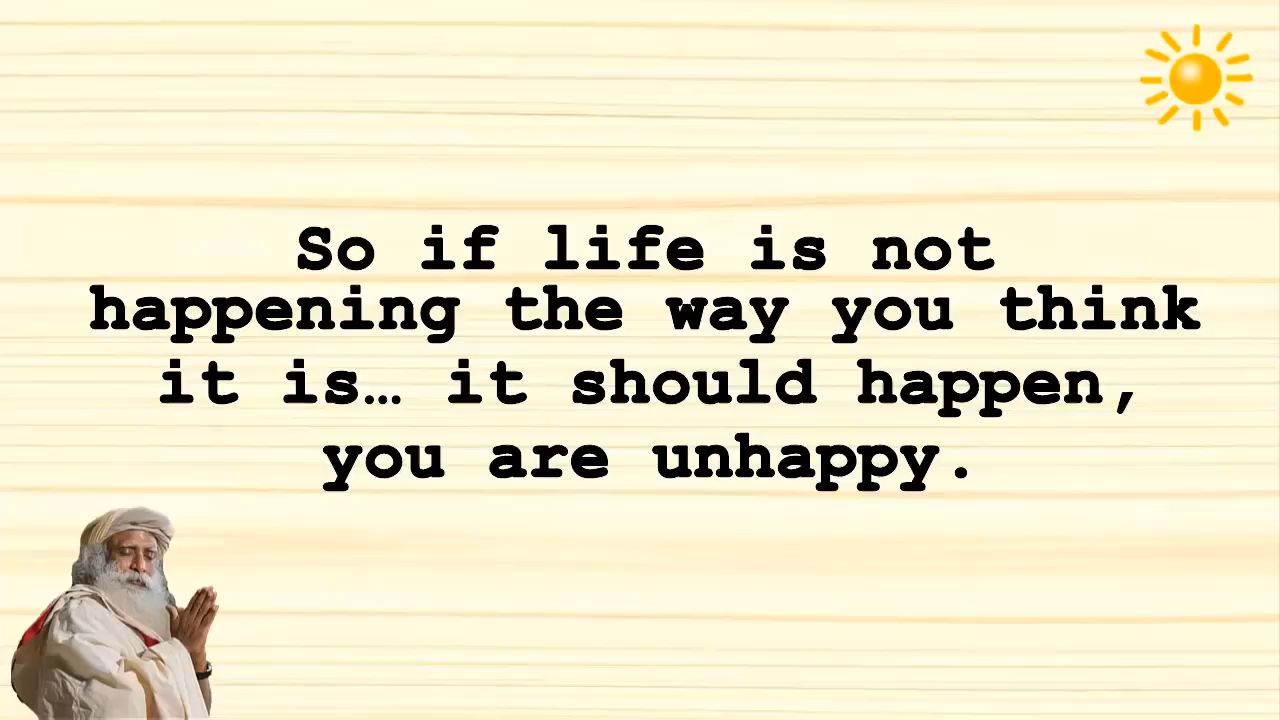 So if life is not
happening the way you think
it is… it should happen,
you are unhappy.